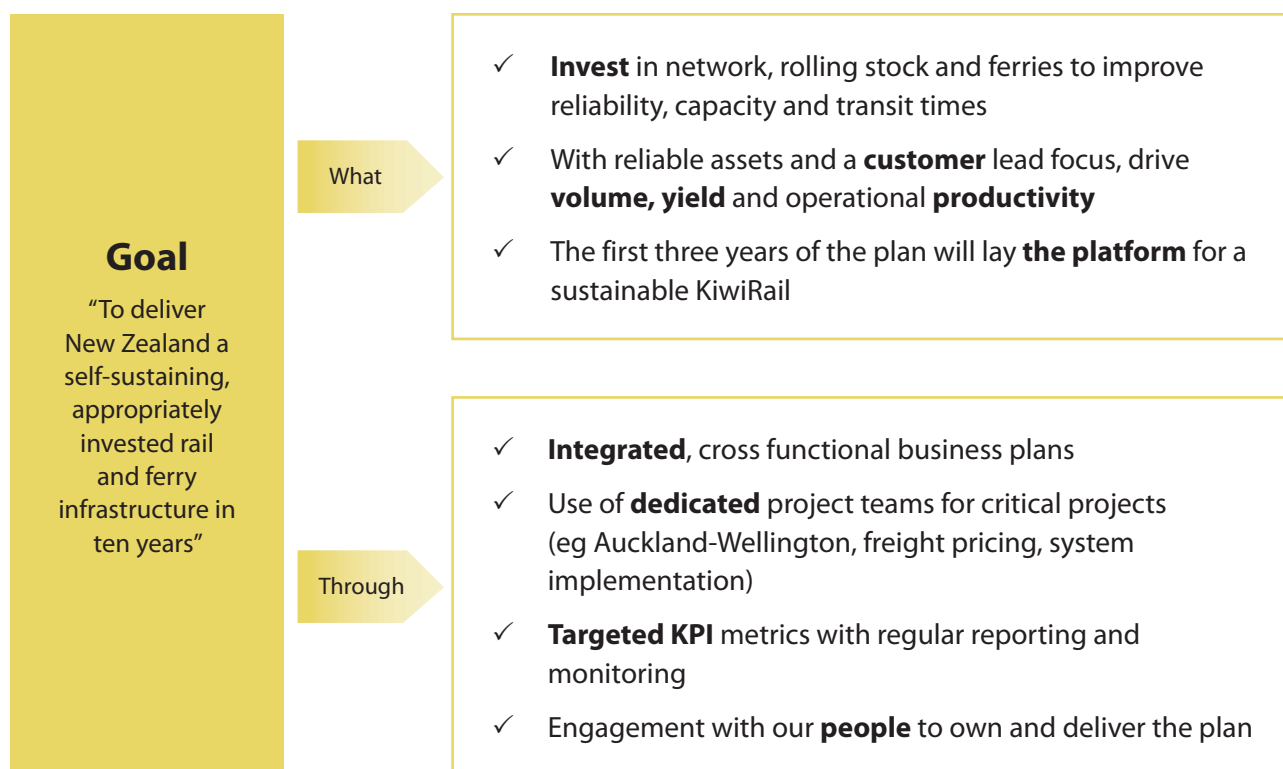 Goal
“To deliver
New Zealand a
self-sustaining,
appropriately
invested rail
and ferry
infrastructure in
ten years”
What
✓ Invest in network, rolling stock and ferries to improve
reliability, capacity and transit times
✓ With reliable assets and a customer lead focus, drive
volume, yield and operational productivity
✓ The first three years of the plan will lay the platform for a
sustainable KiwiRail
Through
✓ Integrated, cross functional business plans
✓ Use of dedicated project teams for critical projects
(eg Auckland-Wellington, freight pricing, system
implementation)
✓ Targeted KPI metrics with regular reporting and
monitoring
✓ Engagement with our people to own and deliver the plan